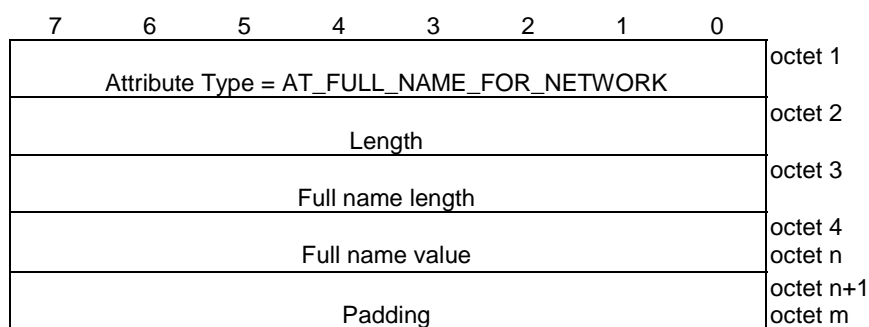 7 6 5 4 3 2 1 0
octet 1
Attribute Type = AT_FULL_NAME_FOR_NETWORK
octet 2
Length
octet 3
Full name length
octet 4
Full name value octet n
octet n+1
Padding octet m